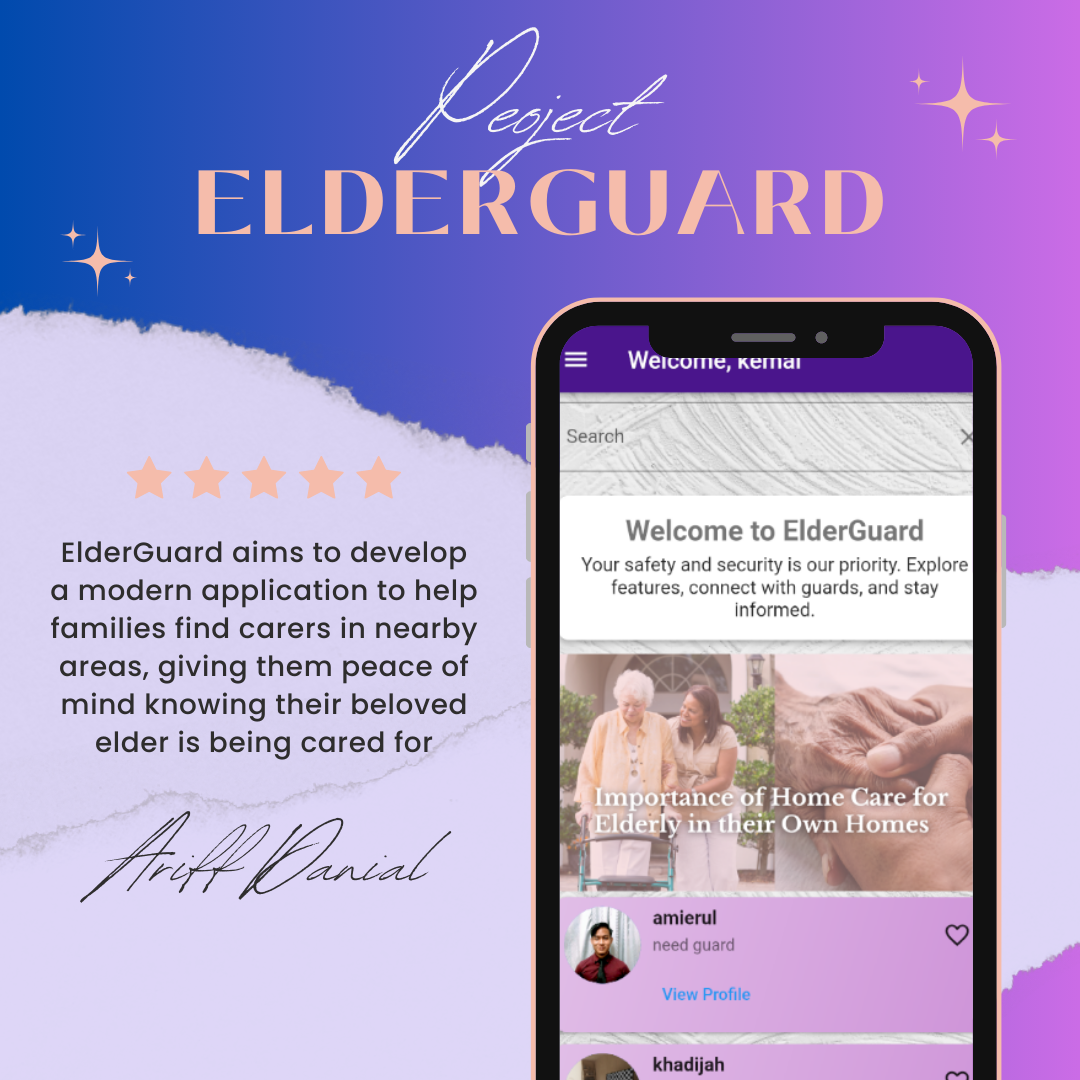 Peoject
ELDERGUARD
ElderGuard aims to develop
a modern application to help
families find carers in nearby
areas, giving them peace of
mind knowing their beloved
elder is being cared for
Ariff Danial
Welcome, kemal
Search
Welcome to ElderGuard
Your safety and security is our priority. Explore
features, connect with guards, and stay
informed.
Importance of Home Care for
Elderly in their Own Homes
amierul
need guard
View Profile
khadijah